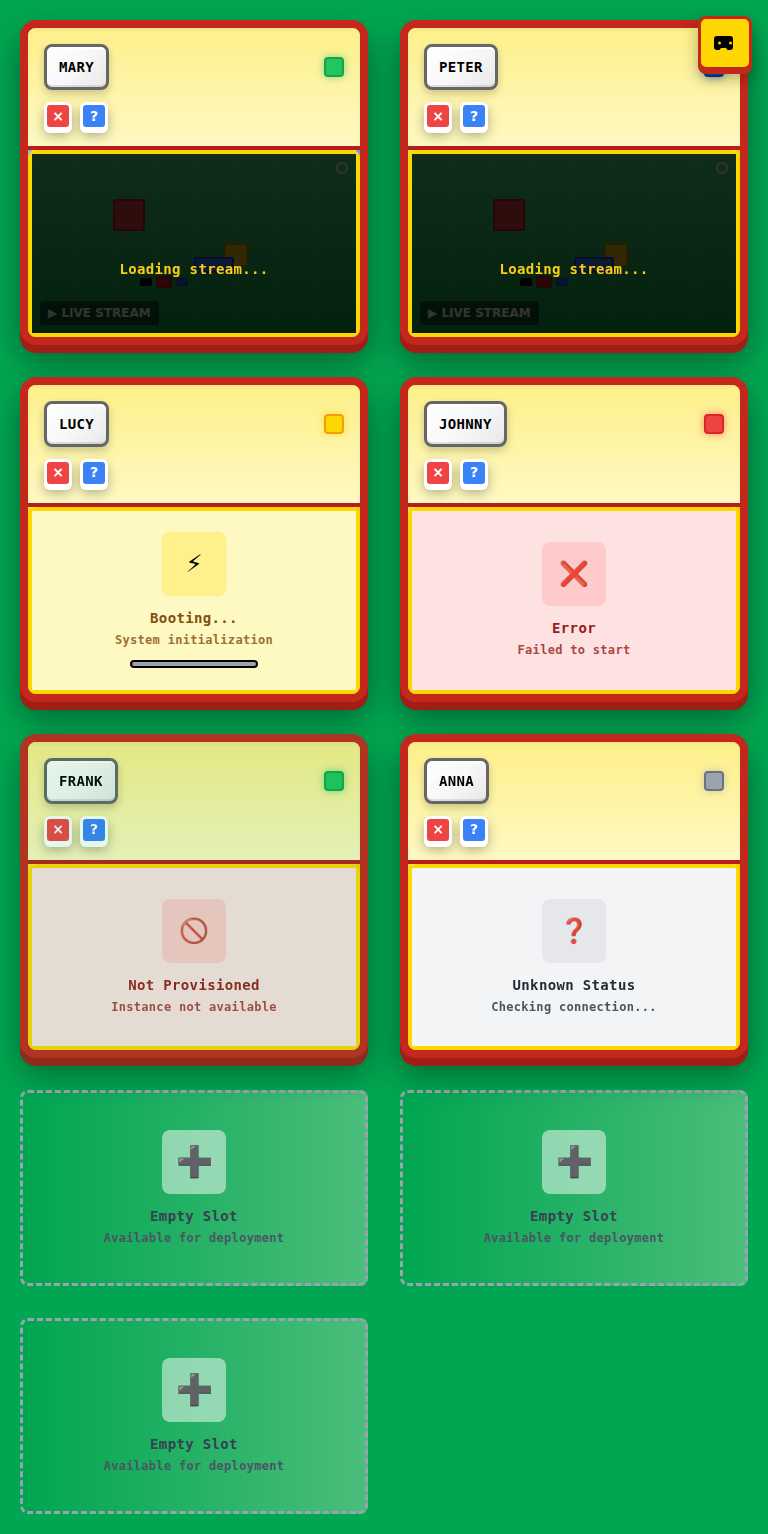 MARY
PETER
✕ ?
✕ ?
Loading stream...
▶ LIVE STREAM
Loading stream...
▶ LIVE STREAM
LUCY
JOHNNY
✕ ?
✕ ?
Booting...
System initialization
Error
Failed to start
FRANK
ANNA
✕ ?
✕ ?
Not Provisioned
Instance not available
Unknown Status
Checking connection...
Empty Slot
Available for deployment
Empty Slot
Available for deployment
Empty Slot
Available for deployment